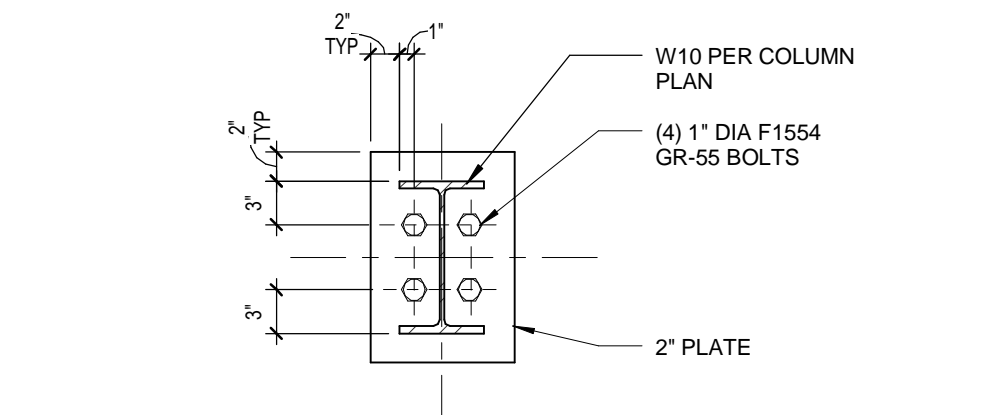 2"
TYP
1"
W10 PER COLUMN
PLAN
2"
TYP
(4) 1" DIA F1554
GR-55 BOLTS
3"
3"
2" PLATE